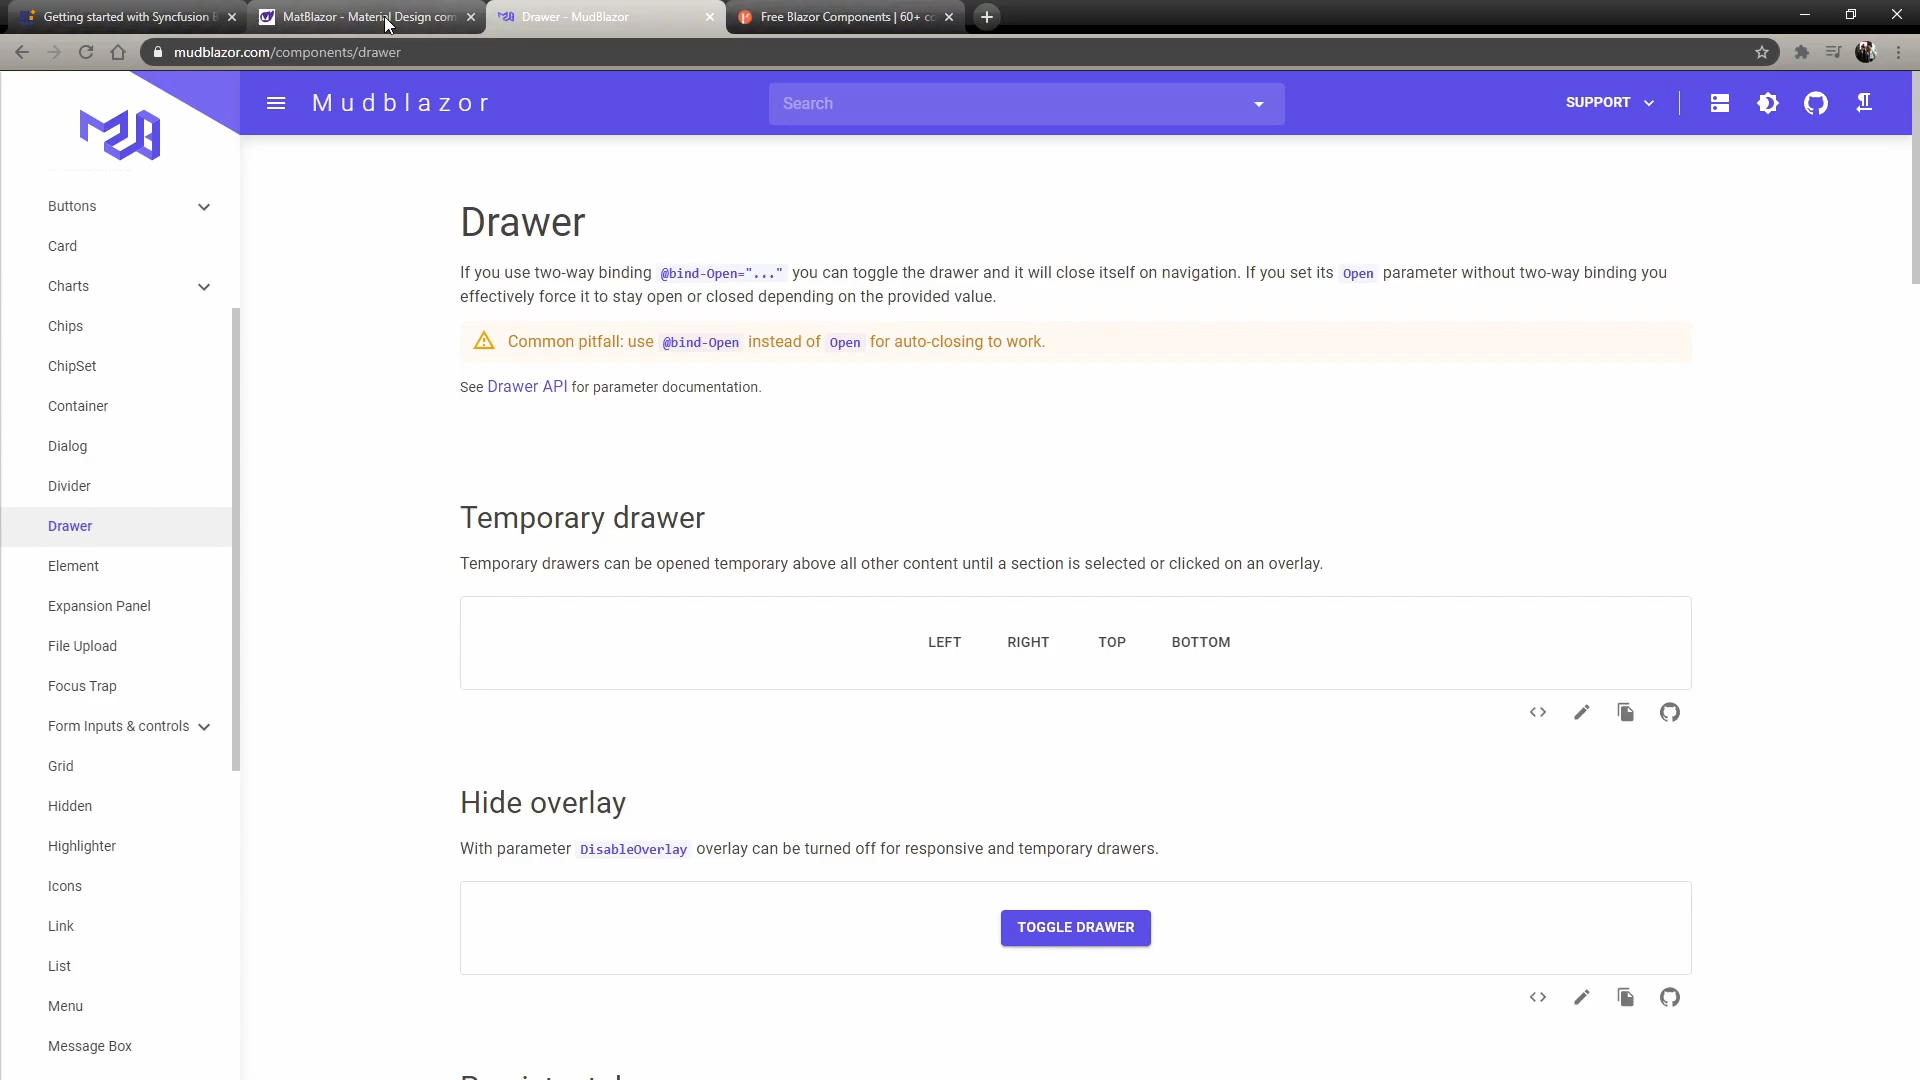 Getting started with Syncfusion B
MatBlazor - Material Design com
Drawer - MudBlazor
Free Blazor Components | 60+ co
mudblazor.com/components/drawer
Mudblazor
Search
SUPPORT
Buttons
Card
Charts
Chips
ChipSet
Container
Dialog
Divider
Drawer
Element
Expansion Panel
File Upload
Focus Trap
Form Inputs & controls
Grid
Hidden
Highlighter
Icons
Link
List
Menu
Message Box
Drawer
If you use two-way binding @bind-Open="..." you can toggle the drawer and it will close itself on navigation. If you set its Open parameter without two-way binding you
effectively force it to stay open or closed depending on the provided value.
Common pitfall: use @bind-Open instead of Open for auto-closing to work.
See Drawer API for parameter documentation.
Temporary drawer
Temporary drawers can be opened temporary above all other content until a section is selected or clicked on an overlay.
LEFT RIGHT TOP BOTTOM
Hide overlay
With parameter DisableOverlay overlay can be turned off for responsive and temporary drawers.
TOGGLE DRAWER